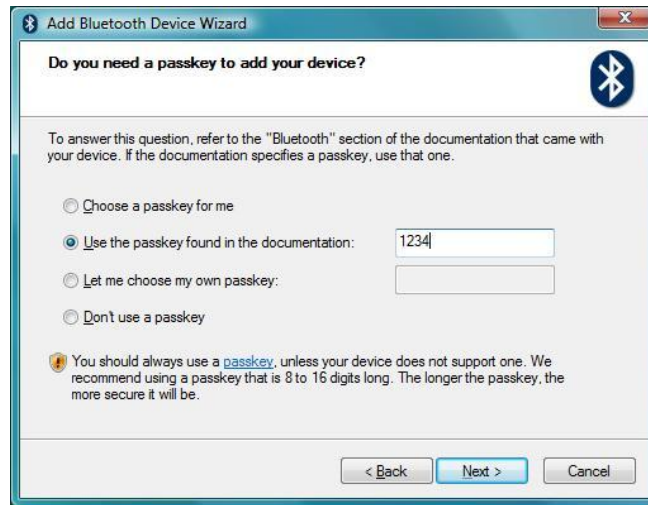 Add Bluetooth Device Wizard
Do you need a passkey to add your device?
To answer this question, refer to the "Bluetooth" section of the documentation that came with
your device. If the documentation specifies a passkey, use that one.
Choose a passkey for me
Use the passkey found in the documentation: 1234
Let me choose my own passkey:
Don't use a passkey
You should always use a passkey, unless your device does not support one. We
recommend using a passkey that is 8 to 16 digits long. The longer the passkey, the
more secure it will be.
< Back Next > Cancel